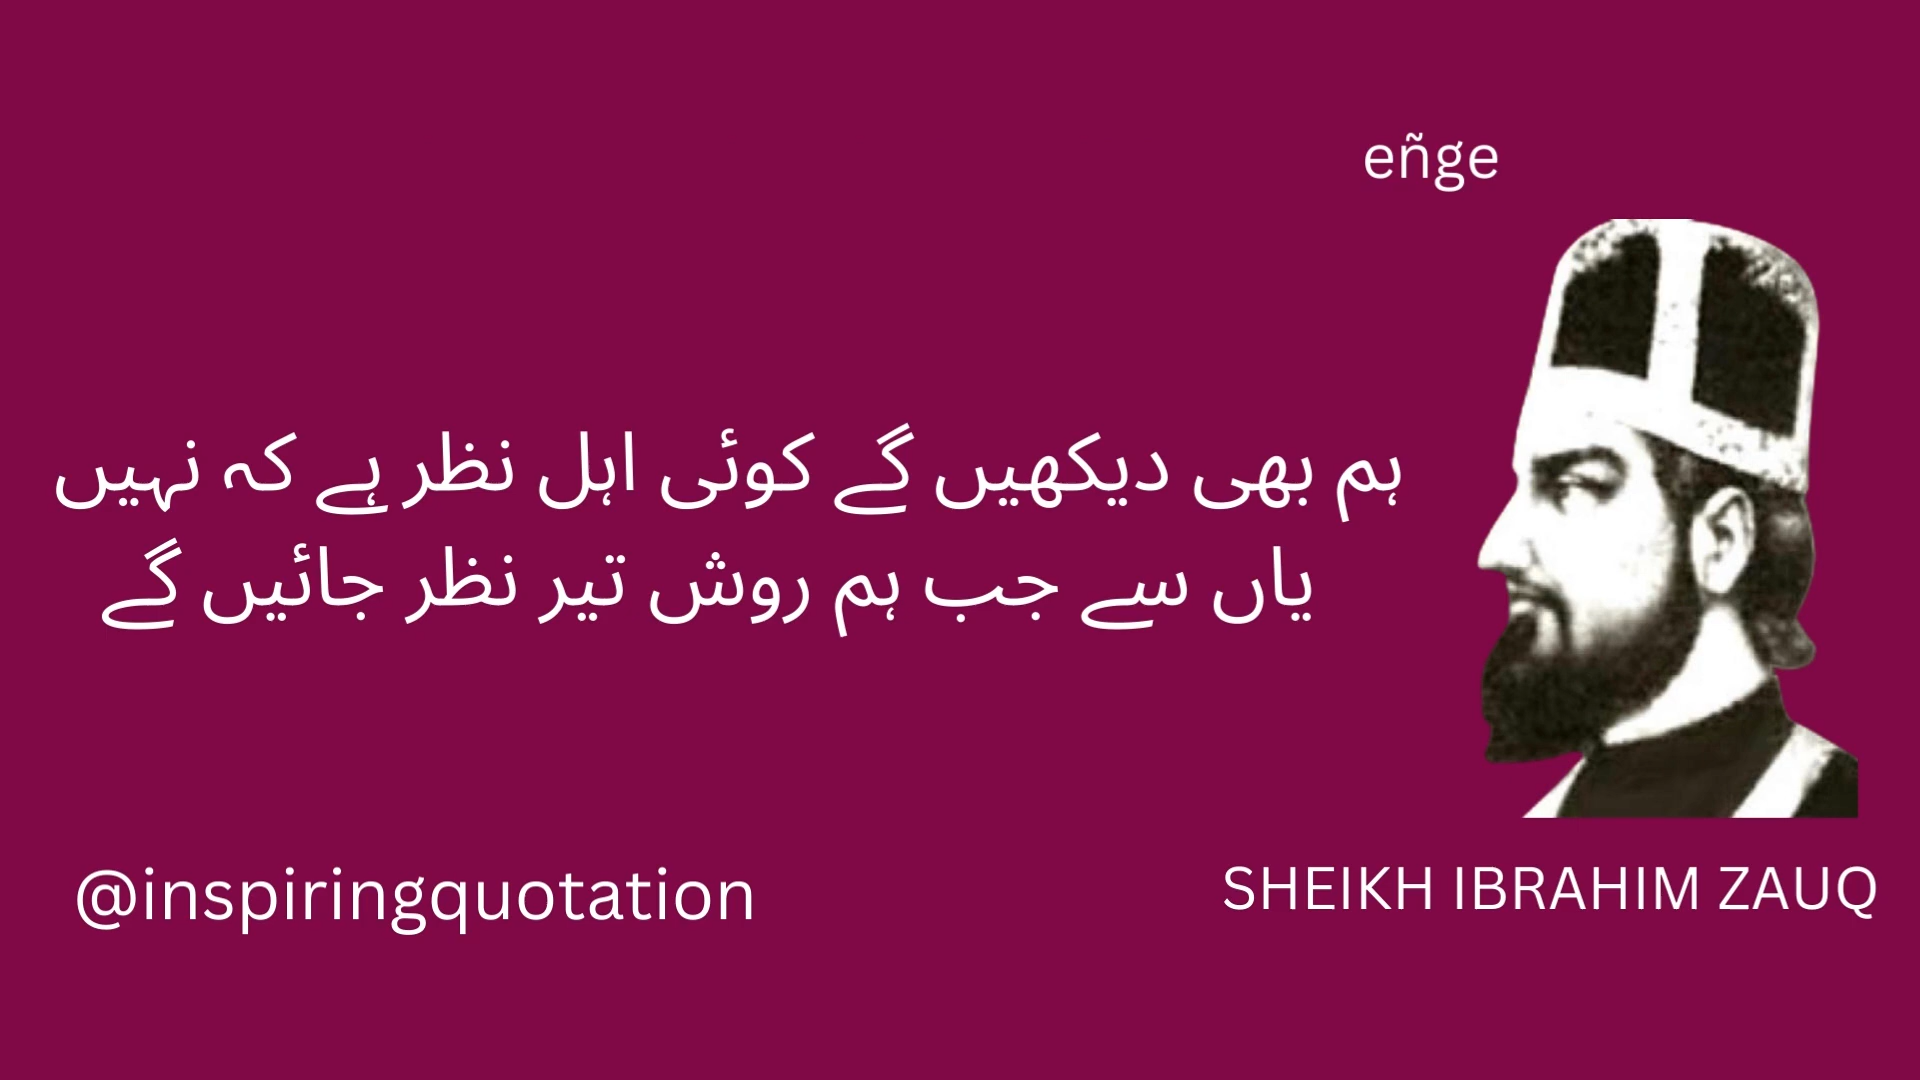 eñge
ہم بھی دیکھیں گے کوئی اہل نظر ہے کہ نہیں
یاں سے جب ہم روش تیر نظر جائیں گے
@inspiringquotation
SHEIKH IBRAHIM ZAUQ